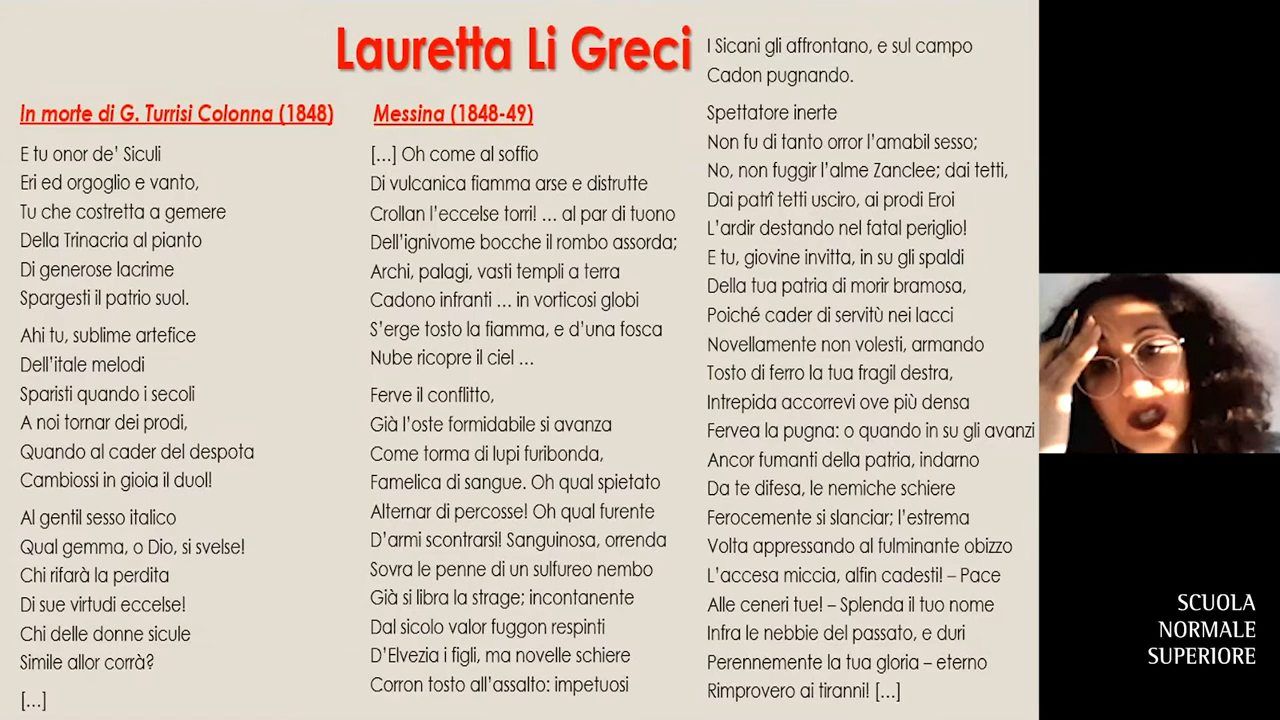 Lauretta Li Greci
In morte di G. Turrisi Colonna (1848)
E tu onor de’ Siculi
Eri ed orgoglio e vanto,
Tu che costretta a gemere
Della Trinacria al pianto
Di generose lacrime
Spargesti il patrio suol.
Ahi tu, sublime artefice
Dell’itale melodi
Sparisti quando i secoli
A noi tornar dei prodi,
Quando al cader del despota
Cambiossi in gioia il duol!
Al gentil sesso italico
Qual gemma, o Dio, si svelse!
Chi rifarà la perdita
Di sue virtudi eccelse!
Chi delle donne sicule
Simile allor corrà?
[...]
Messina (1848-49)
[...] Oh come al soffio
Di vulcanica fiamma arse e distrutte
Crollan l’eccelse torri! ... al par di tuono
Dell’ignivome bocche il rombo assorda;
Archi, palagi, vasti templi a terra
Cadono infranti ... in vorticosi globi
S’erge tosto la fiamma, e d’una fosca
Nube ricopre il ciel ...
Ferve il conflitto,
Già l’oste formidabile si avanza
Come torma di lupi furibonda,
Famelica di sangue. Oh qual spietato
Alternar di percosse! Oh qual furente
D’armi scontrarsi! Sanguinosa, orrenda
Sovra le penne di un sulfureo nembo
Già si libra la strage; incontanente
Dal sicolo valor fuggon respinti
D’Elvezia i figli, ma novelle schiere
Corron tosto all’assalto: impetuosi
I Sicani gli affrontano, e sul campo
Cadon pugnando.
Spettatore inerte
Non fu di tanto orror l’amabil sesso;
No, non fuggir l’alme Zanclee; dai tetti,
Dai patrî tetti usciro, ai prodi Eroi
L’ardir destando nel fatal periglio!
E tu, giovine invitta, in su gli spaldi
Della tua patria di morir bramosa,
Poiché cader di servitù nei lacci
Novellamente non volesti, armando
Tosto di ferro la tua fragil destra,
Intrepida accorrevi ove più densa
Fervea la pugna: o quando in su gli avanzi
Ancor fumanti della patria, indarno
Da te difesa, le nemiche schiere
Ferocemente si slanciar; l’estrema
Volta appressando al fulminante obizzo
L’accesa miccia, alfin cadesti! – Pace
Alle ceneri tue! – Splenda il tuo nome
Infra le nebbie del passato, e duri
Perennemente la tua gloria – eterno
Rimprovero ai tiranni! [...]
SCUOLA
NORMALE
SUPERIORE